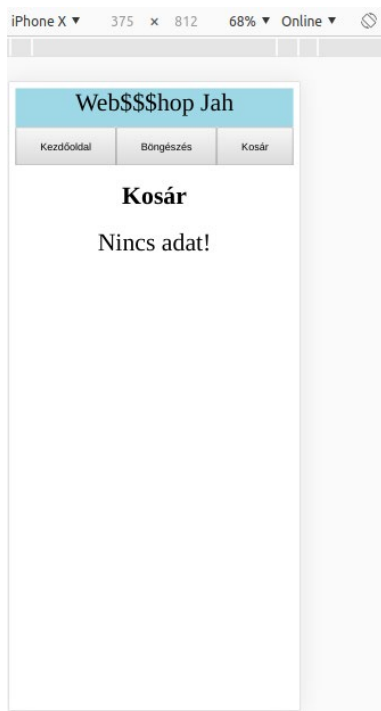 iPhone X ▼ 375 × 812 68% ▼ Online ▼
Web$$$hop Jah
Kezdőoldal Böngészés Kosár
Kosár
Nincs adat!